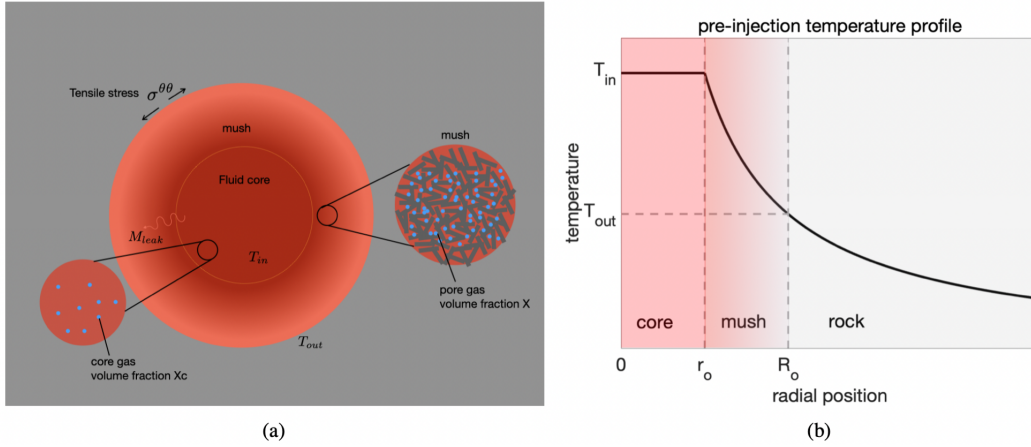 Tensile stress σ^θθ
mush
Fluid core
M_leak
T_in
T_out
mush
pore gas
volume fraction X
core gas
volume fraction Xc
(a)
pre-injection temperature profile
temperature
T_in
T_out
core
mush
rock
0
r_o
R_o
radial position
(b)